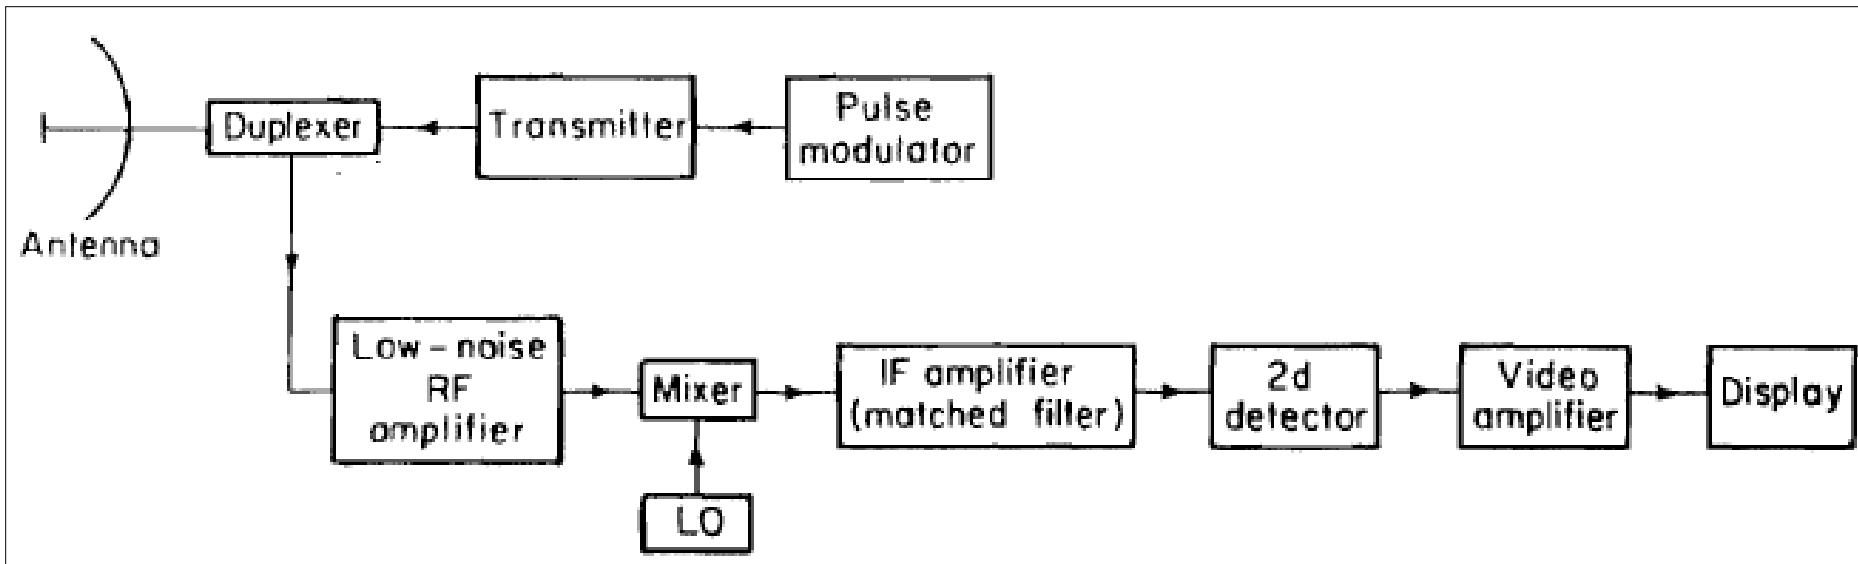 Duplexer
Transmitter
Pulse
modulator
Antenna
Low-noise
RF
amplifier
Mixer
LO
IF amplifier
(matched filter)
2d
detector
Video
amplifier
Display